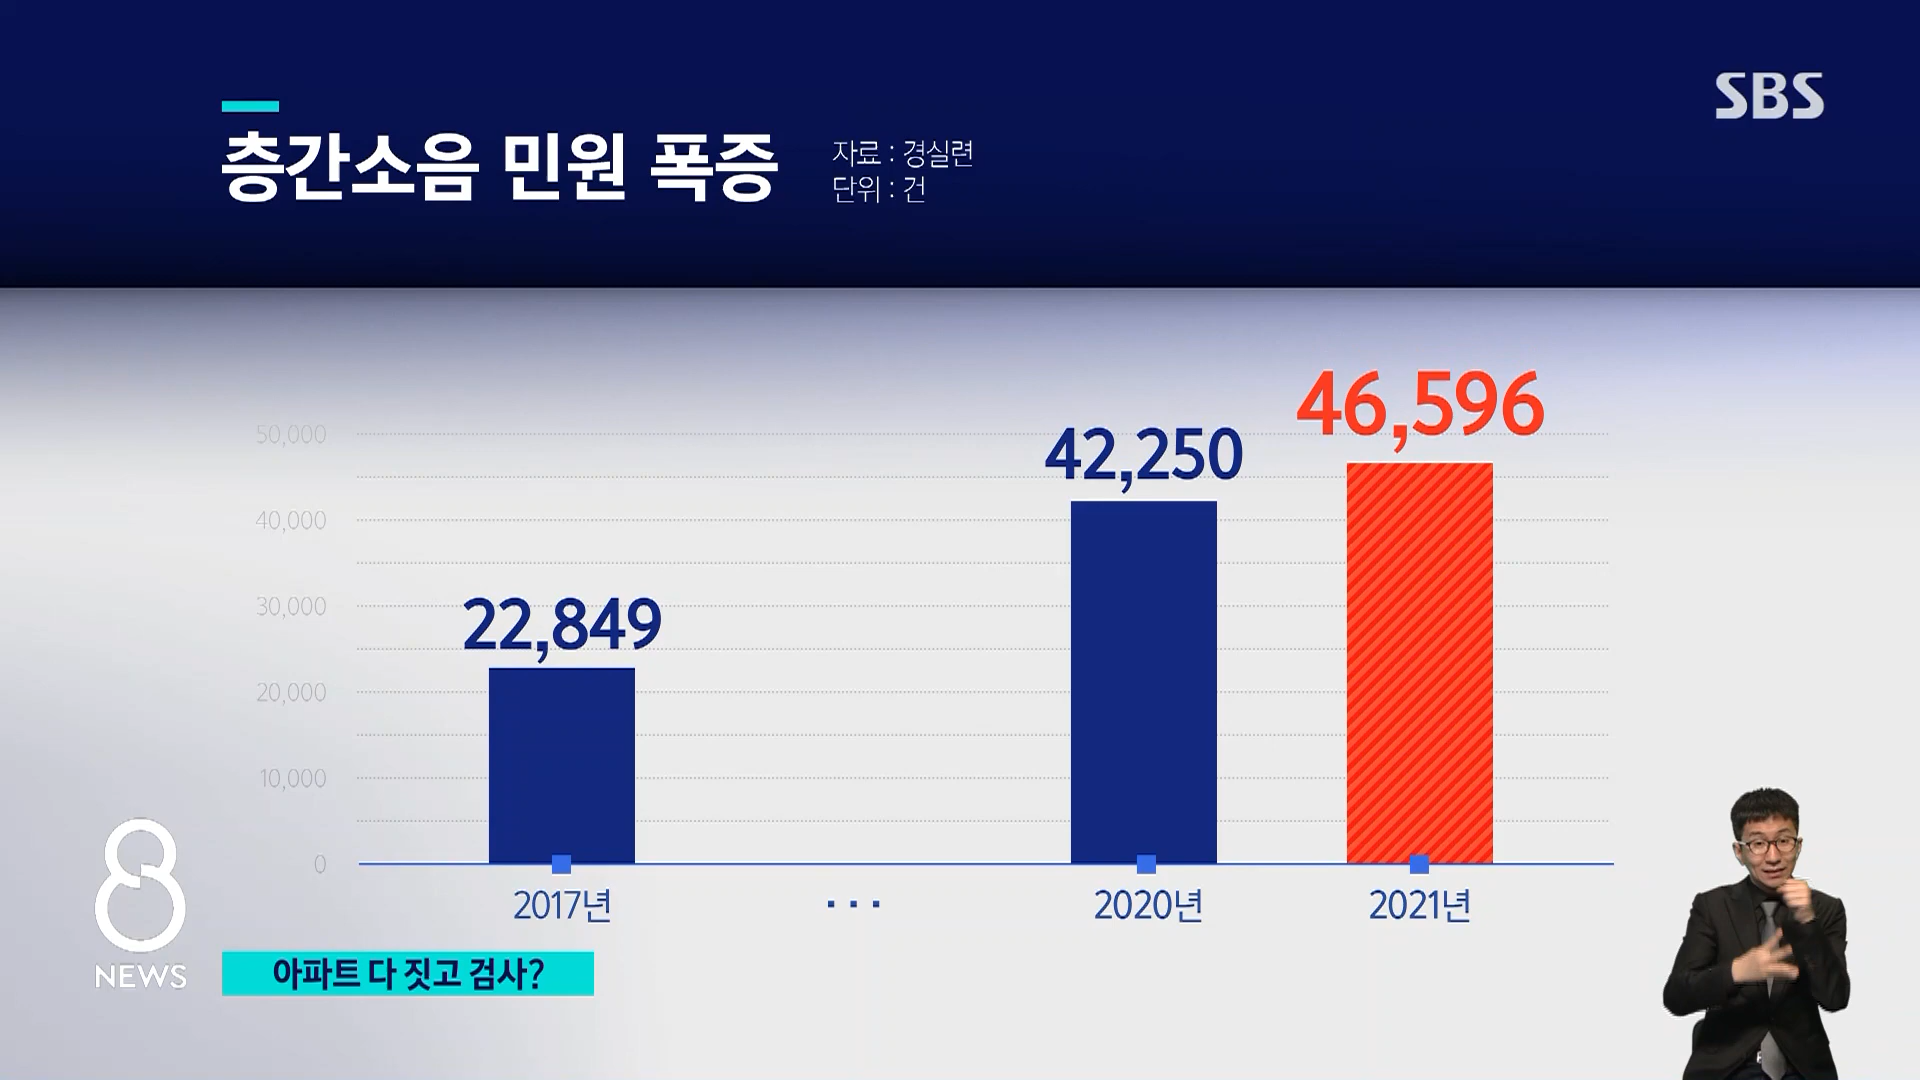 SBS
층간소음 민원 폭증
자료 : 경실련
단위 : 건
50,000
40,000
30,000
20,000
10,000
0
22,849
42,250
46,596
2017년
...
2020년
2021년
8
NEWS
아파트 다 짓고 검사?